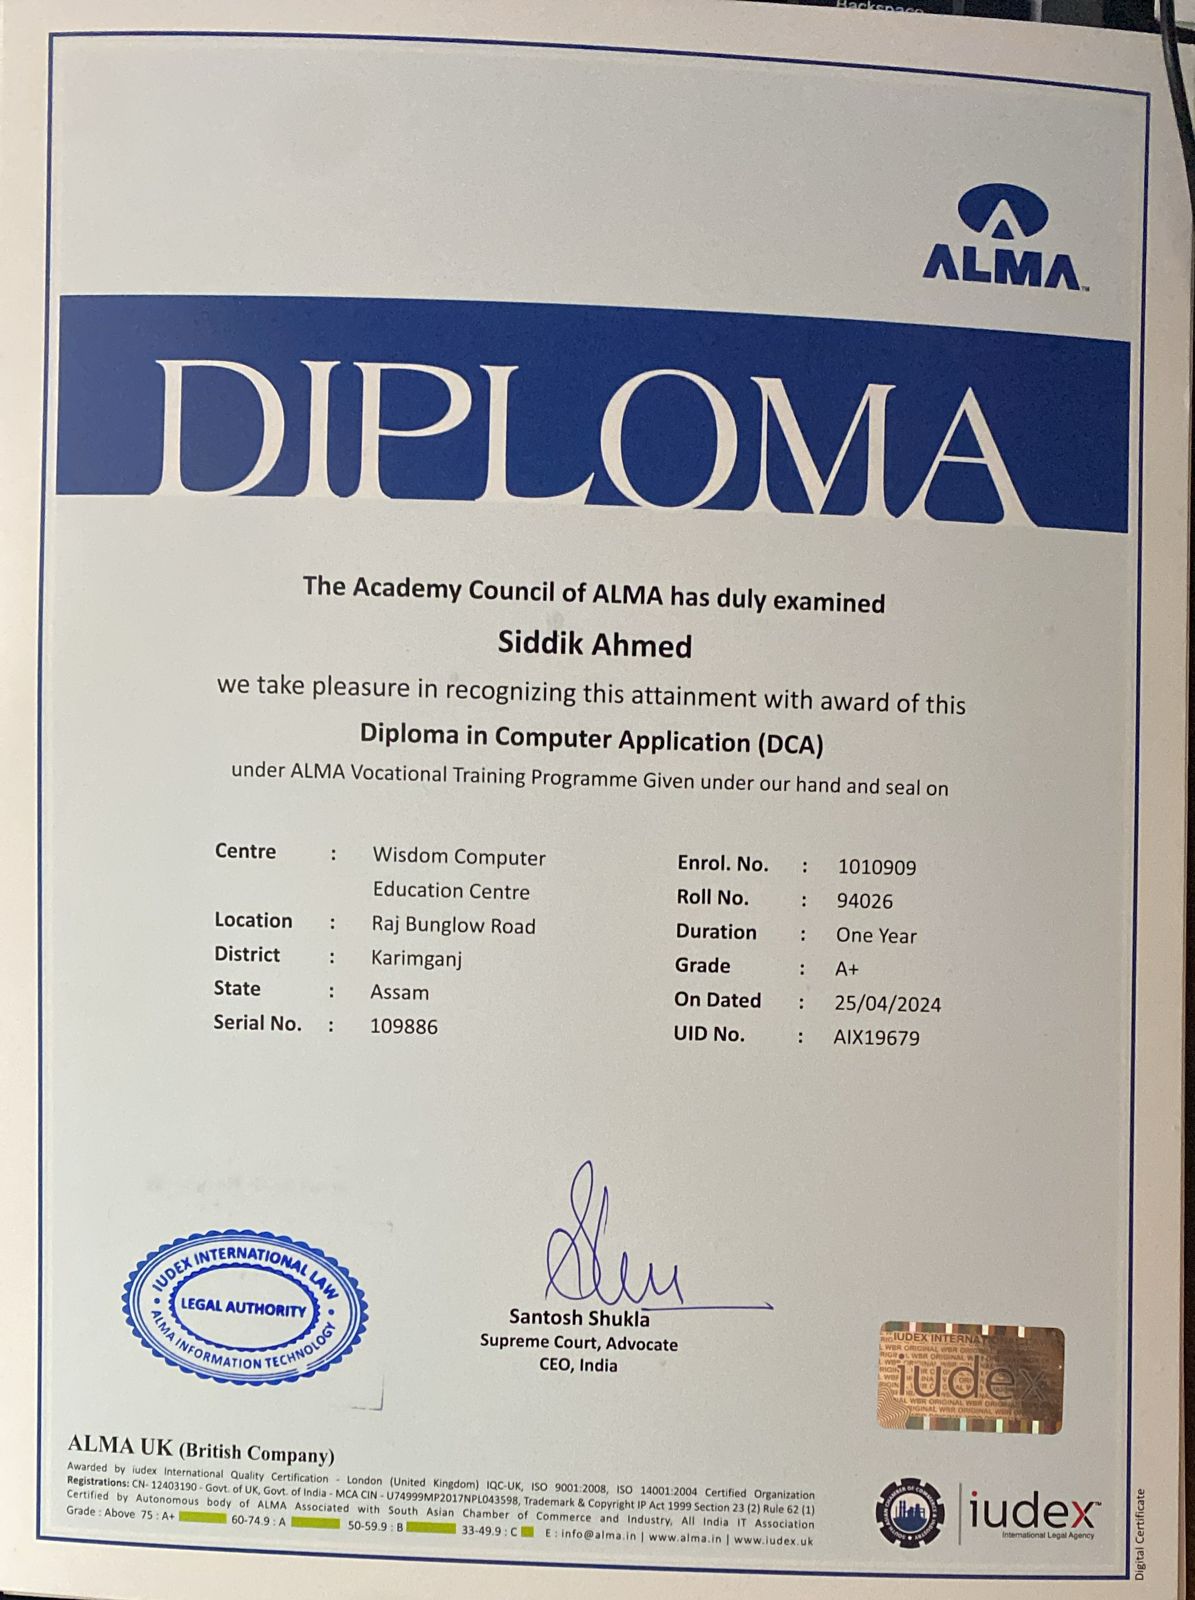 Backspace
ALMA™
DIPLOMA
The Academy Council of ALMA has duly examined
Siddik Ahmed
we take pleasure in recognizing this attainment with award of this
Diploma in Computer Application (DCA)
under ALMA Vocational Training Programme Given under our hand and seal on
Centre : Wisdom Computer
Education Centre
Location : Raj Bunglow Road
District : Karimganj
State : Assam
Serial No. : 109886
Enrol. No. : 1010909
Roll No. : 94026
Duration : One Year
Grade : A+
On Dated : 25/04/2024
UID No. : AIX19679
IUDEX INTERNATIONAL LAW
LEGAL AUTHORITY
ALMA INFORMATION TECHNOLOGY
Santosh Shukla
Supreme Court, Advocate
CEO, India
IUDEX INTERNATIONAL
iudex
ALMA UK (British Company)
Awarded by iudex International Quality Certification - London (United Kingdom) IQC-UK, ISO 9001:2008, ISO 14001:2004 Certified Organization
Registrations: CN- 12403190 - Govt. of UK, Govt. of India - MCA CIN - U74999MP2017NPL043598, Trademark & Copyright IP Act 1999 Section 23 (2) Rule 62 (1)
Certified by Autonomous body of ALMA Associated with South Asian Chamber of Commerce and Industry, All India IT Association
Grade : Above 75 : A+ 60-74.9 : A 50-59.9 : B 33-49.9 : C E : info@alma.in | www.alma.in | www.iudex.uk
iudex™
International Legal Agency
Digital Certificate